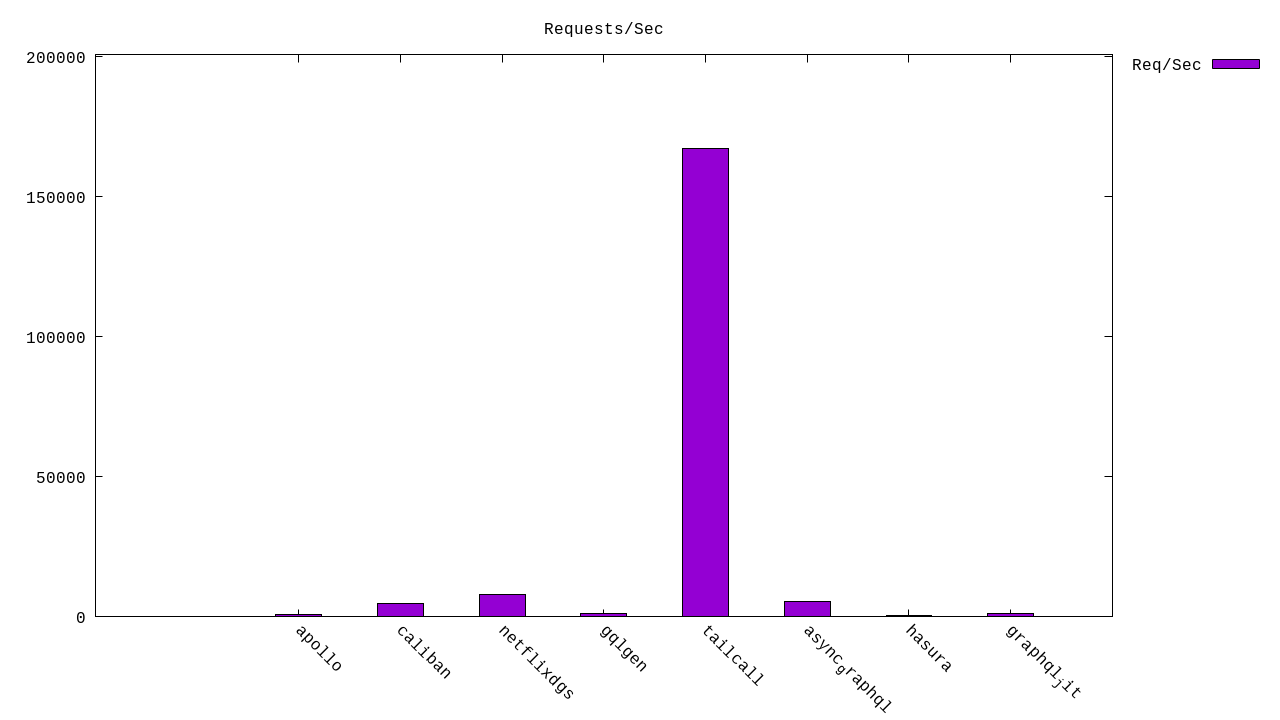 Requests/Sec
Req/Sec
200000
150000
100000
50000
0
apollo
caliban
netflixdgs
gqlgen
tailcall
async_graphql
hasura
graphql_jit